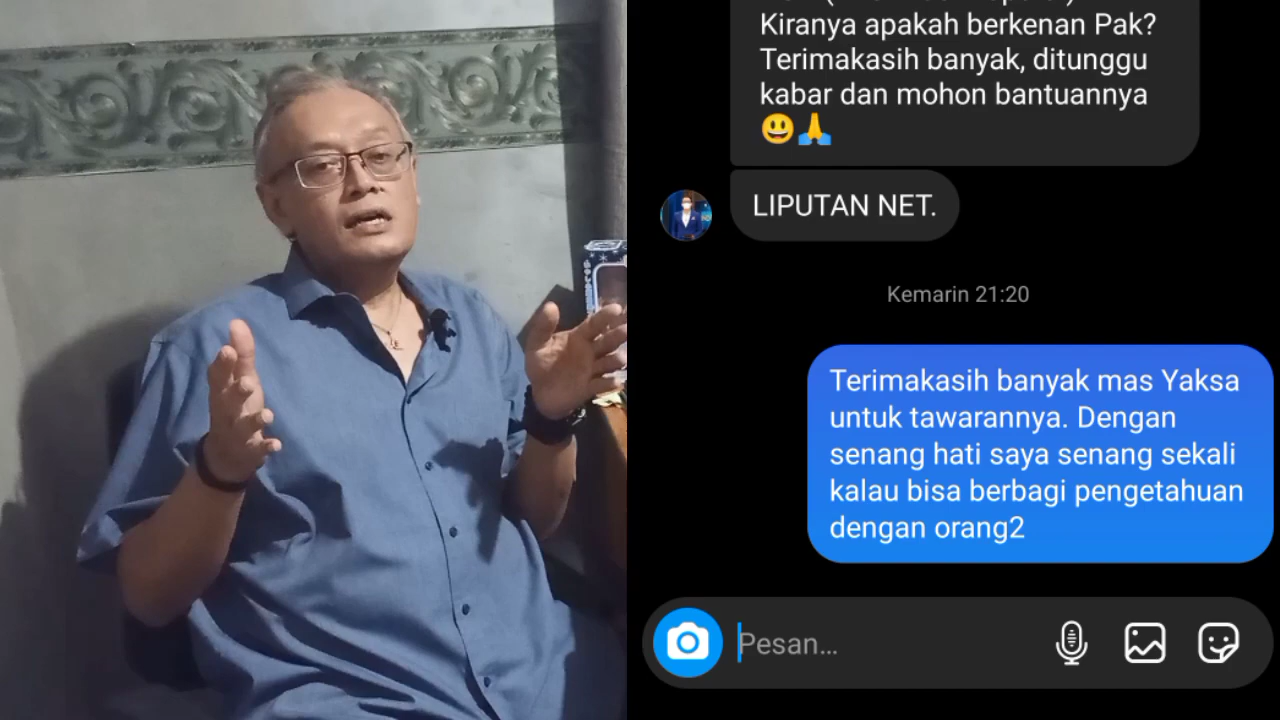 Kiranya apakah berkenan Pak?
Terimakasih banyak, ditunggu
kabar dan mohon bantuannya
😃🙏
LIPUTAN NET.
Kemarin 21:20
Terimakasih banyak mas Yaksa
untuk tawarannya. Dengan
senang hati saya senang sekali
kalau bisa berbagi pengetahuan
dengan orang2
Pesan...